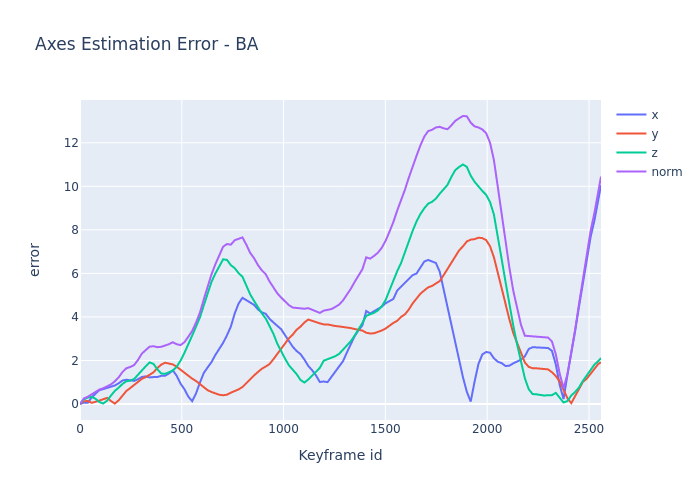 Axes Estimation Error - BA
x
y
z
norm
error
12
10
8
6
4
2
0
0 500 1000 1500 2000 2500
Keyframe id